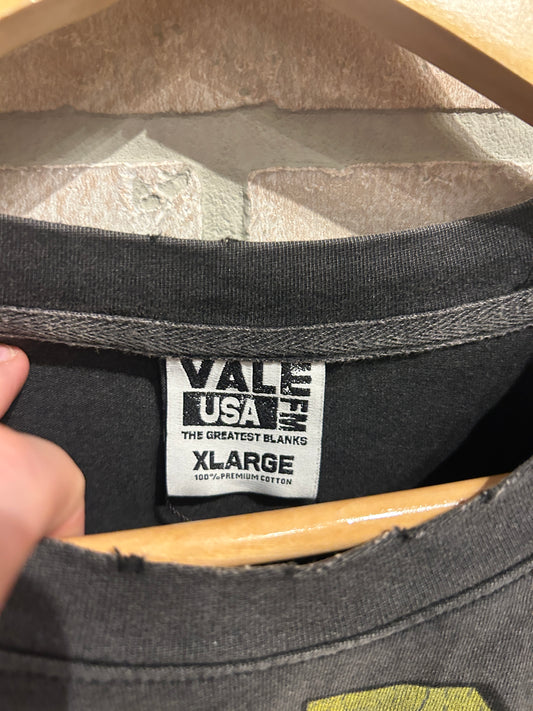 VALE
USA
FM
THE GREATEST BLANKS
XLARGE
100% PREMIUM COTTON